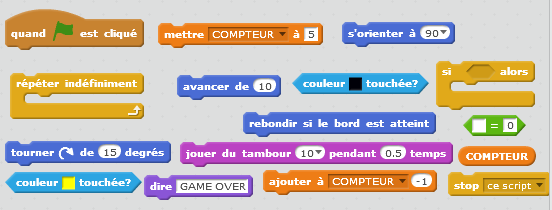 quand est cliqué
mettre COMPTEUR à 5
s'orienter à 90
répéter indéfiniment
avancer de 10
couleur touchée?
si alors
rebondir si le bord est atteint
= 0
tourner de 15 degrés
jouer du tambour 10 pendant 0.5 temps
COMPTEUR
couleur touchée?
dire GAME OVER
ajouter à COMPTEUR -1
stop ce script